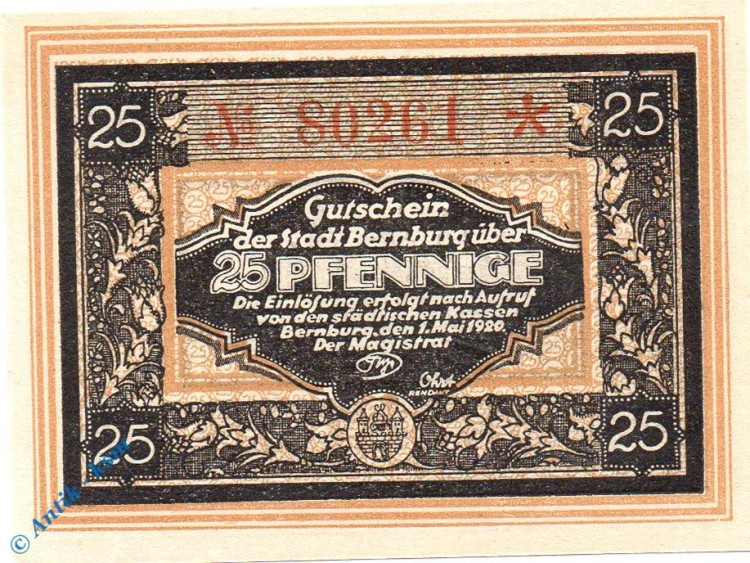 25
№ 80261 *
25
Gutschein
der Stadt Bernburg über
25 PFENNIGE
Die Einlösung erfolgt nach Aufruf
von den städtischen Kassen
Bernburg, den 1. Mai 1920
Der Magistrat
25
25
© Antik-